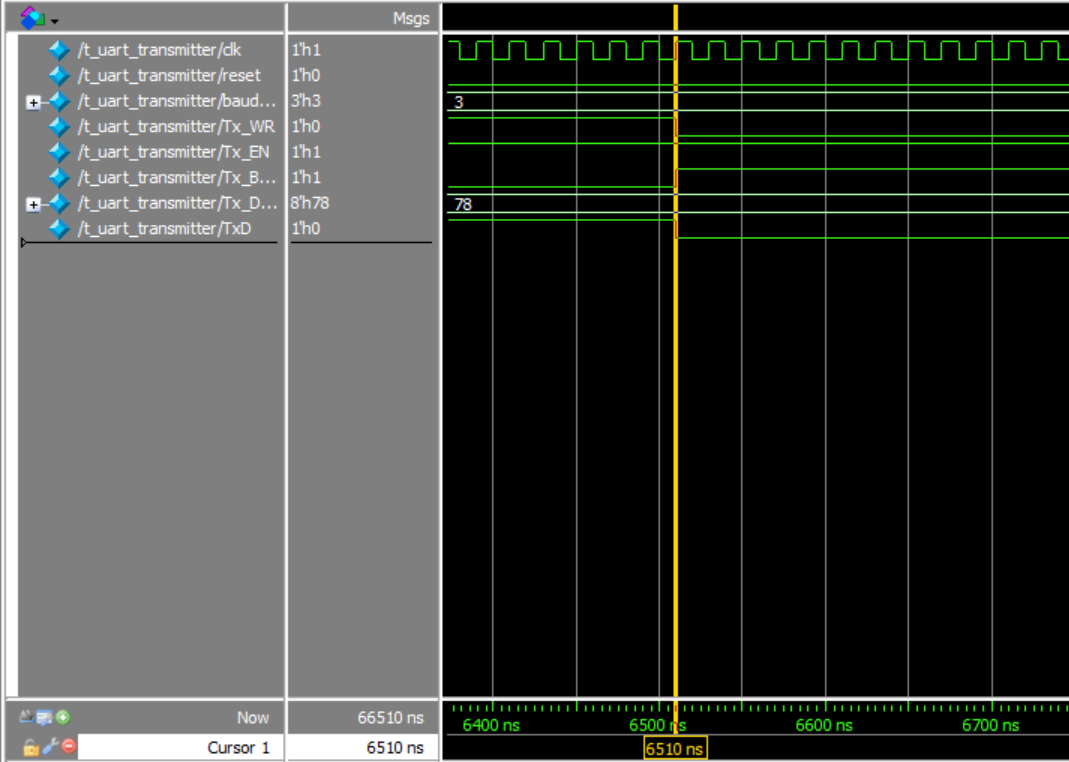 Msgs
/t_uart_transmitter/clk 1'h1
/t_uart_transmitter/reset 1'h0
/t_uart_transmitter/baud... 3'h3 3
/t_uart_transmitter/Tx_WR 1'h0
/t_uart_transmitter/Tx_EN 1'h1
/t_uart_transmitter/Tx_B... 1'h1
/t_uart_transmitter/Tx_D... 8'h78 78
/t_uart_transmitter/TxD 1'h0
Now 66510 ns 6400 ns 6500 ns 6600 ns 6700 ns
Cursor 1 6510 ns 6510 ns